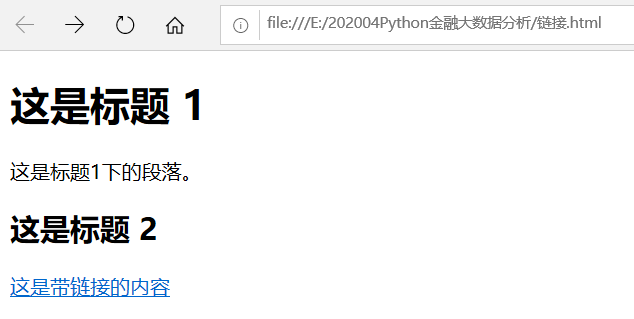 file:///E:/202004Python金融大数据分析/链接.html
这是标题 1
这是标题1下的段落。
这是标题 2
这是带链接的内容